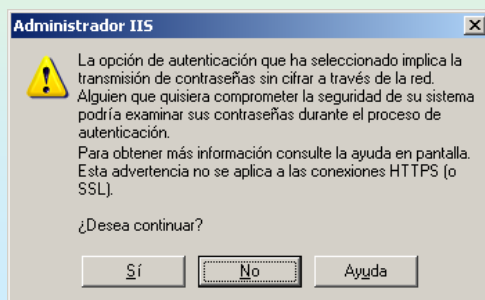 Administrador IIS
La opción de autenticación que ha seleccionado implica la
transmisión de contraseñas sin cifrar a través de la red.
Alguien que quisiera comprometer la seguridad de su sistema
podría examinar sus contraseñas durante el proceso de
autenticación.
Para obtener más información consulte la ayuda en pantalla.
Esta advertencia no se aplica a las conexiones HTTPS (o
SSL).
¿Desea continuar?
Sí No Ayuda